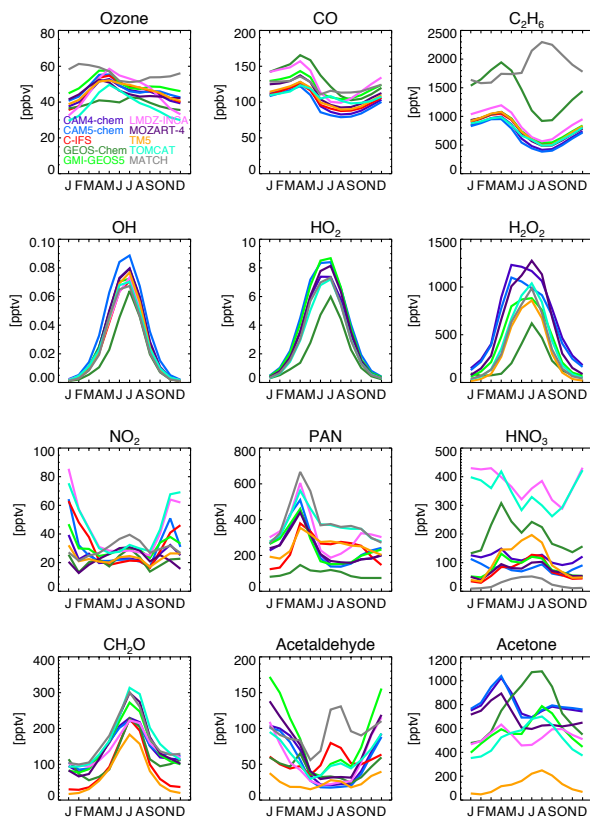 Ozone CO C₂H₆
80 200 2500
60 150 2000
40 100 1500
20 50 1000
0 0 500
0
[ppbv] [ppbv] [pptv]
CAM4-chem LMDZ-INCA
CAM5-chem MOZART-4
C-IFS TM5
GEOS-Chem TOMCAT
GMI-GEOS5 MATCH
J FMAMJ J ASOND J FMAMJ J ASOND J FMAMJ J ASOND
OH HO₂ H₂O₂
0.10 10 1500
0.08 8
0.06 6 1000
0.04 4 500
0.02 2
0.00 0 0
[pptv] [pptv] [pptv]
J FMAMJ J ASOND J FMAMJ J ASOND J FMAMJ J ASOND
NO₂ PAN HNO₃
100 800 500
80 600 400
60 400 300
40 200 200
20 100
0 0 0
[pptv] [pptv] [pptv]
J FMAMJ J ASOND J FMAMJ J ASOND J FMAMJ J ASOND
CH₂O Acetaldehyde Acetone
400 200 1200
300 150 1000
200 100 800
100 50 600
0 0 400
200
0
[pptv] [pptv] [pptv]
J FMAMJ J ASOND J FMAMJ J ASOND J FMAMJ J ASOND